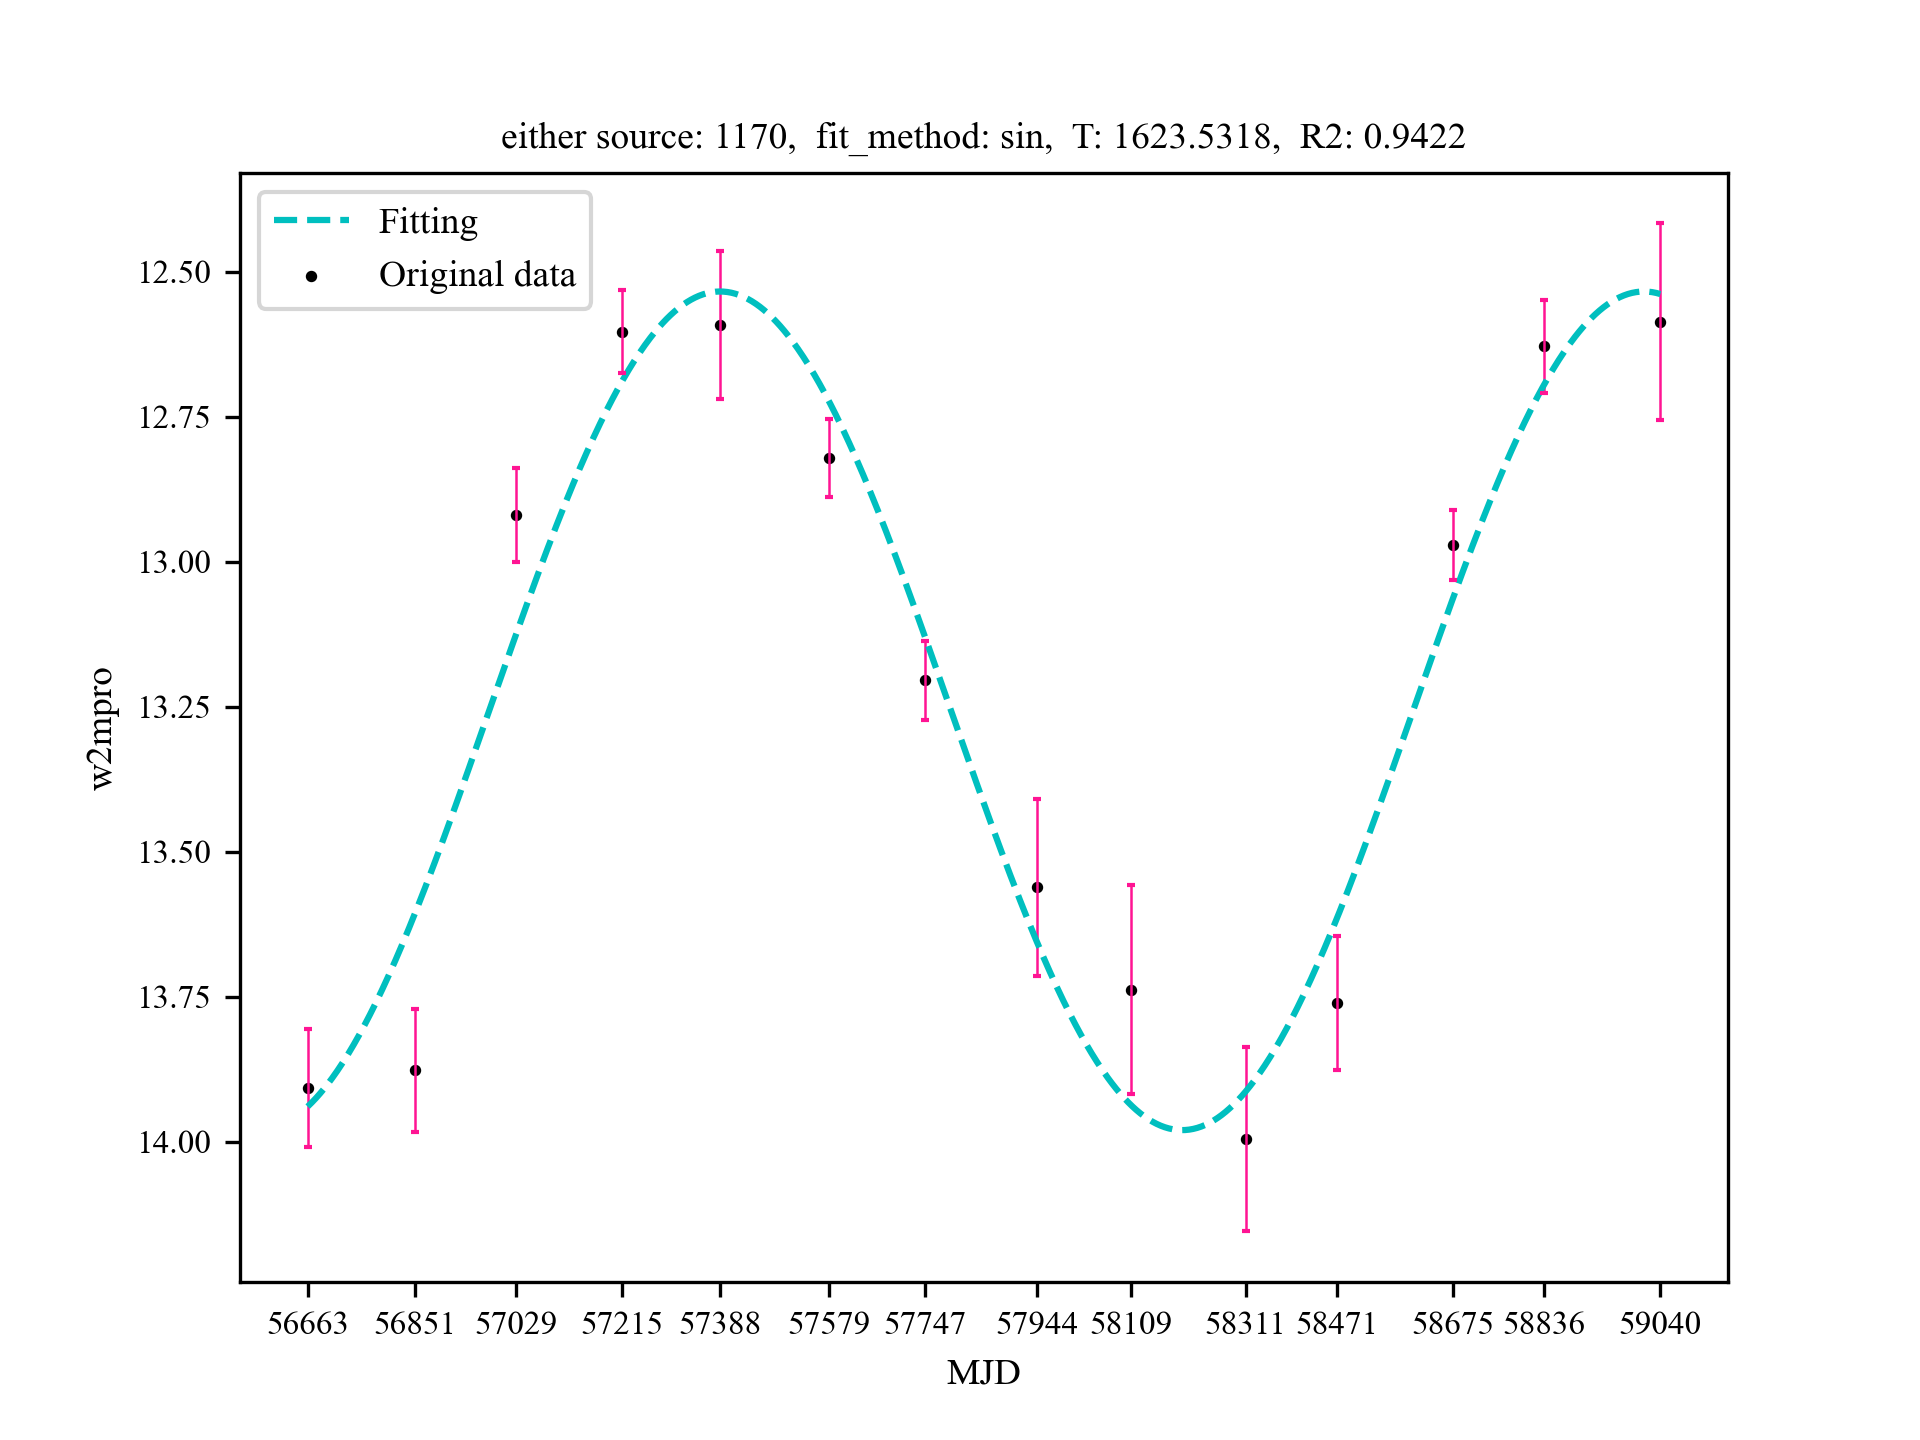 either source: 1170,  fit_method: sin,  T: 1623.5318,  R2: 0.9422
Fitting
Original data
12.50
12.75
13.00
13.25
13.50
13.75
14.00
w2mpro
56663 56851 57029 57215 57388 57579 57747 57944 58109 58311 58471 58675 58836 59040
MJD